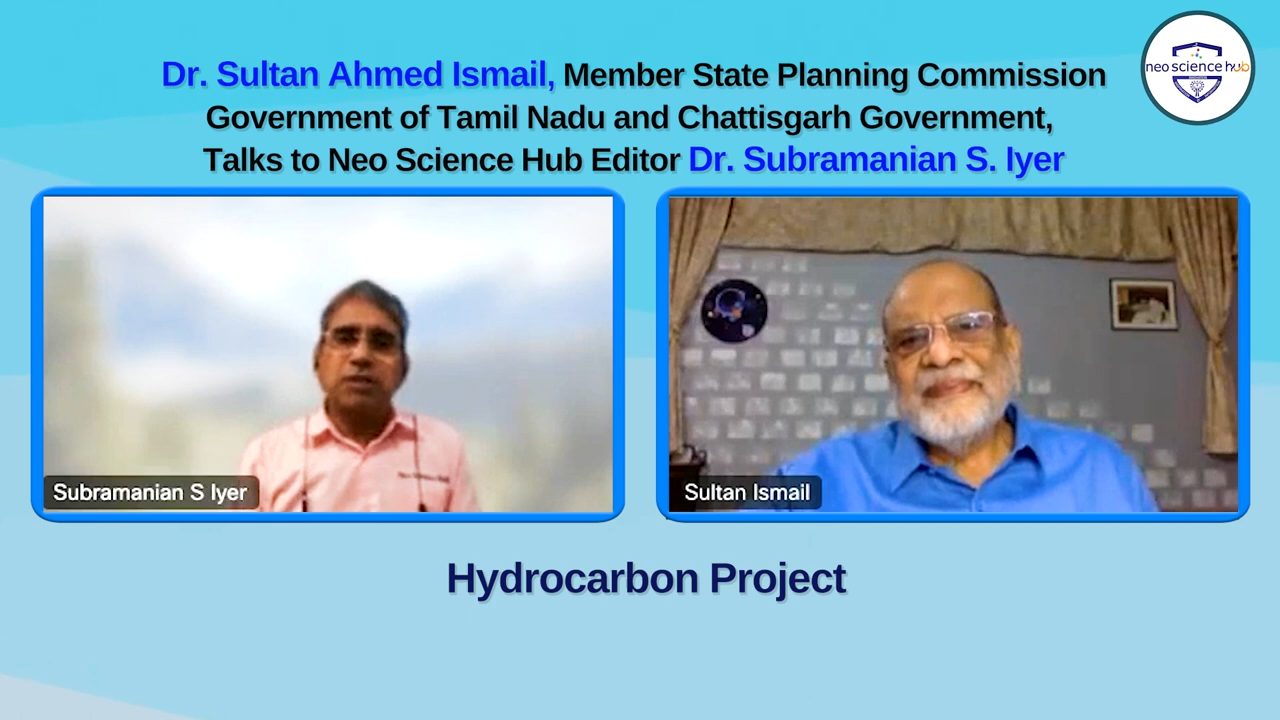 Dr. Sultan Ahmed Ismail, Member State Planning Commission
Government of Tamil Nadu and Chattisgarh Government,
Talks to Neo Science Hub Editor Dr. Subramanian S. Iyer
neo science hub
Subramanian S Iyer
Sultan Ismail
Hydrocarbon Project